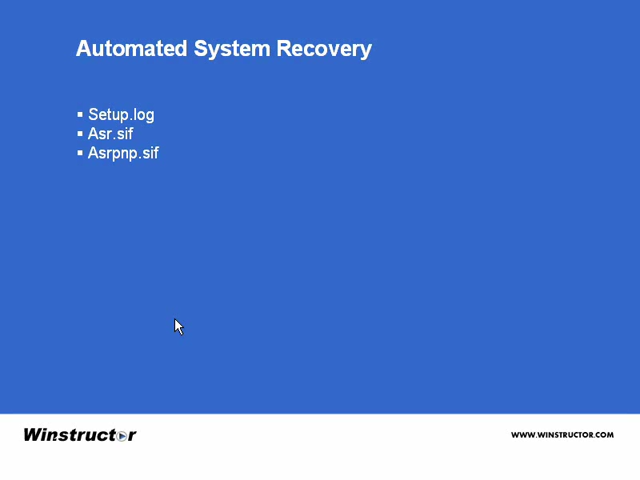 Automated System Recovery
▪ Setup.log
▪ Asr.sif
▪ Asrpnp.sif
Winstructor
WWW.WINSTRUCTOR.COM